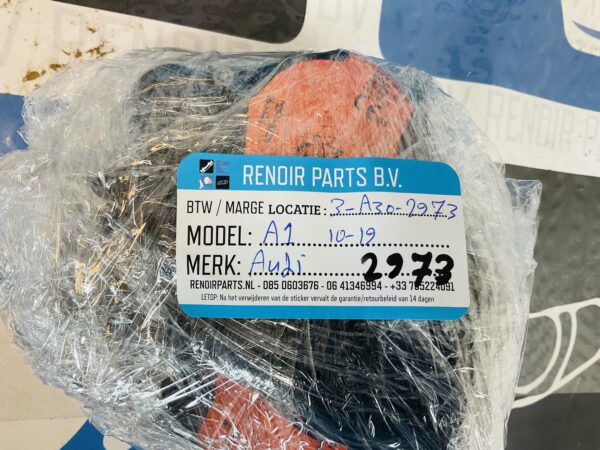 RENOIR PARTS B.V.
BTW / MARGE LOCATIE: 3-A30-2973
MODEL: A1 10-19
MERK: Audi 2973
RENOIRPARTS.NL - 085 0603676 - 06 41346994 - +33 785224091
LETOP: Na het verwijderen van de sticker vervalt de garantie/retourbeleid van 14 dagen
RENOIR